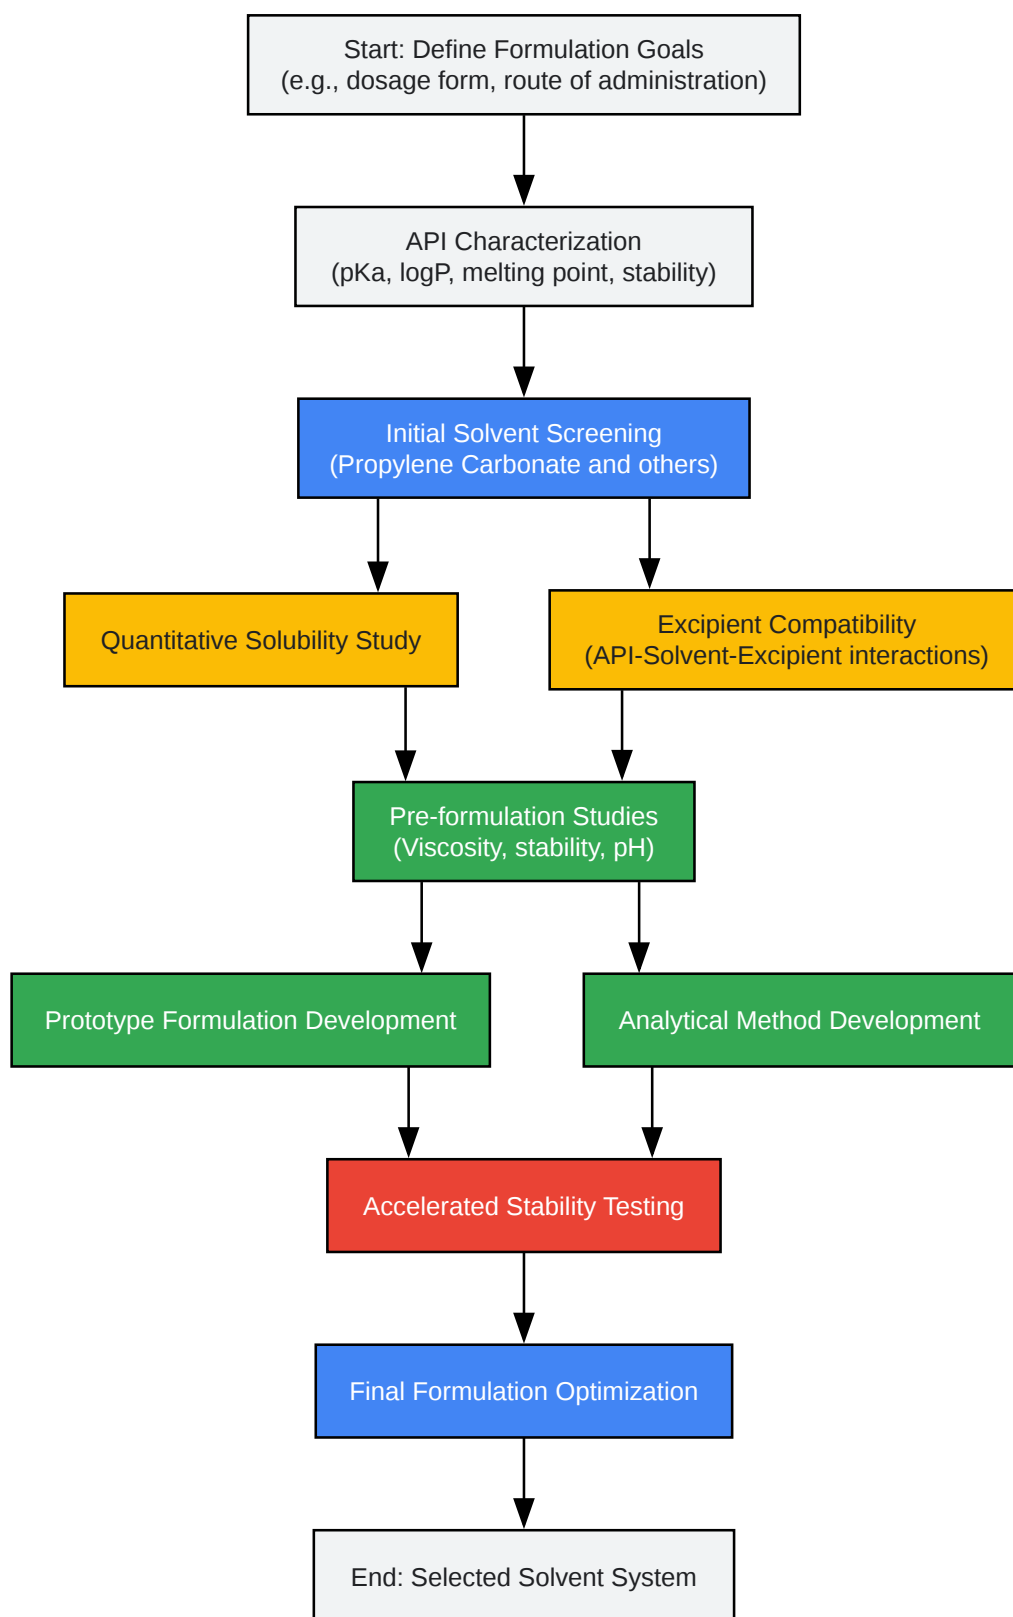 Start: Define Formulation Goals
(e.g., dosage form, route of administration)
API Characterization
(pKa, logP, melting point, stability)
Initial Solvent Screening
(Propylene Carbonate and others)
Quantitative Solubility Study
Excipient Compatibility
(API-Solvent-Excipient interactions)
Pre-formulation Studies
(Viscosity, stability, pH)
Prototype Formulation Development
Analytical Method Development
Accelerated Stability Testing
Final Formulation Optimization
End: Selected Solvent System